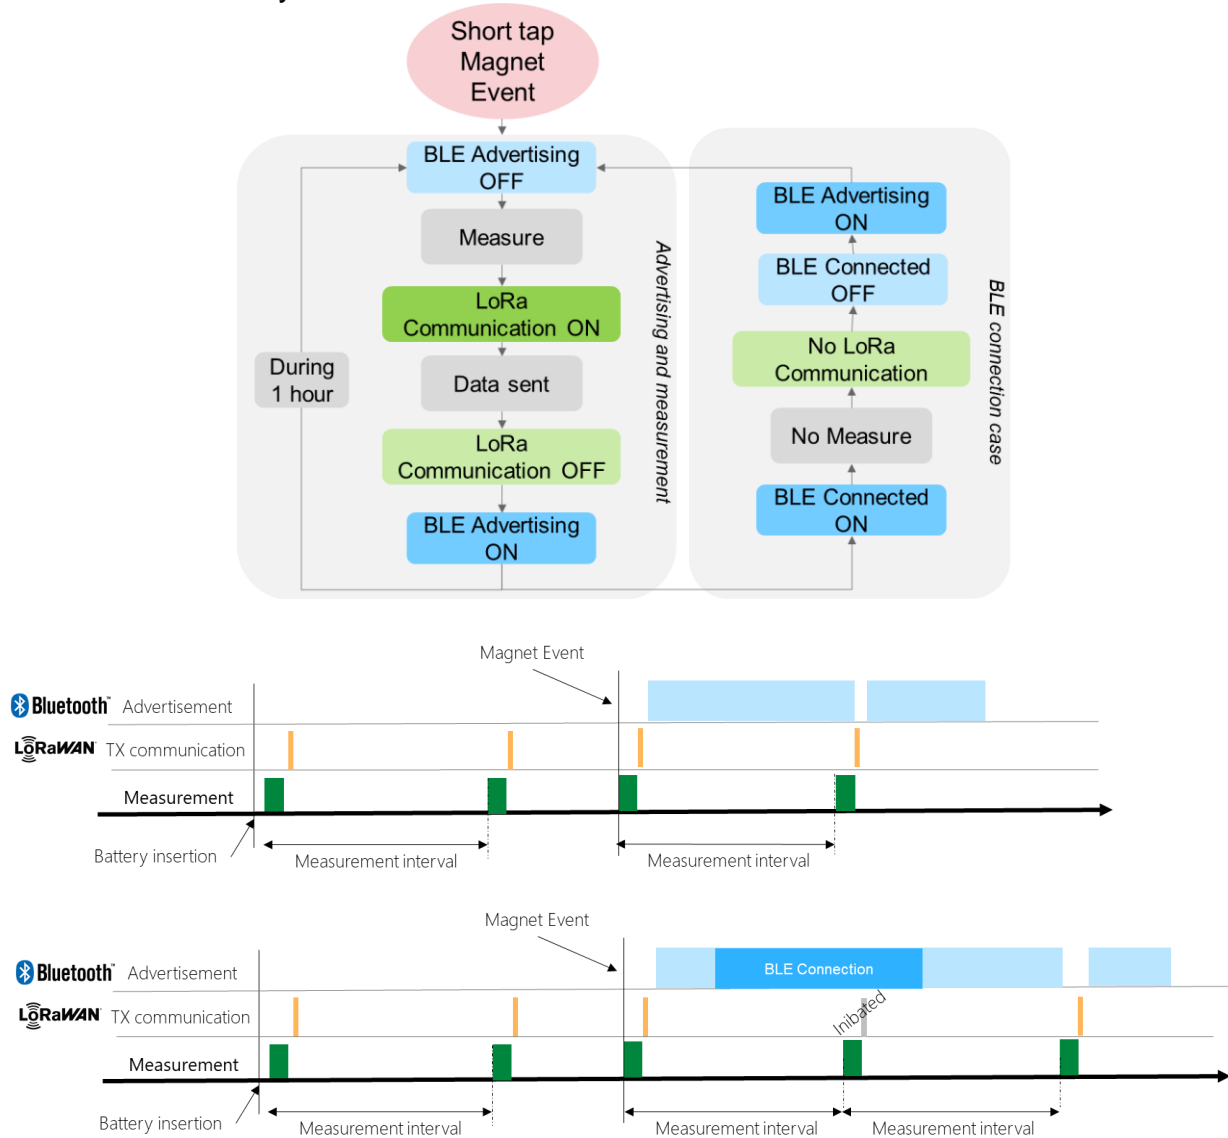 Short tap
Magnet
Event
BLE Advertising
OFF
Measure
LoRa
Communication ON
Data sent
LoRa
Communication OFF
BLE Advertising
ON
During
1 hour
Advertising and measurement
BLE Advertising
ON
BLE Connected
OFF
No LoRa
Communication
No Measure
BLE Connected
ON
BLE connection case
Magnet Event
Bluetooth™ Advertisement
LoRaWAN TX communication
Measurement
Battery insertion
Measurement interval
Measurement interval
Magnet Event
Bluetooth™ Advertisement
BLE Connection
LoRaWAN TX communication
Inibated
Measurement
Battery insertion
Measurement interval
Measurement interval
Measurement interval